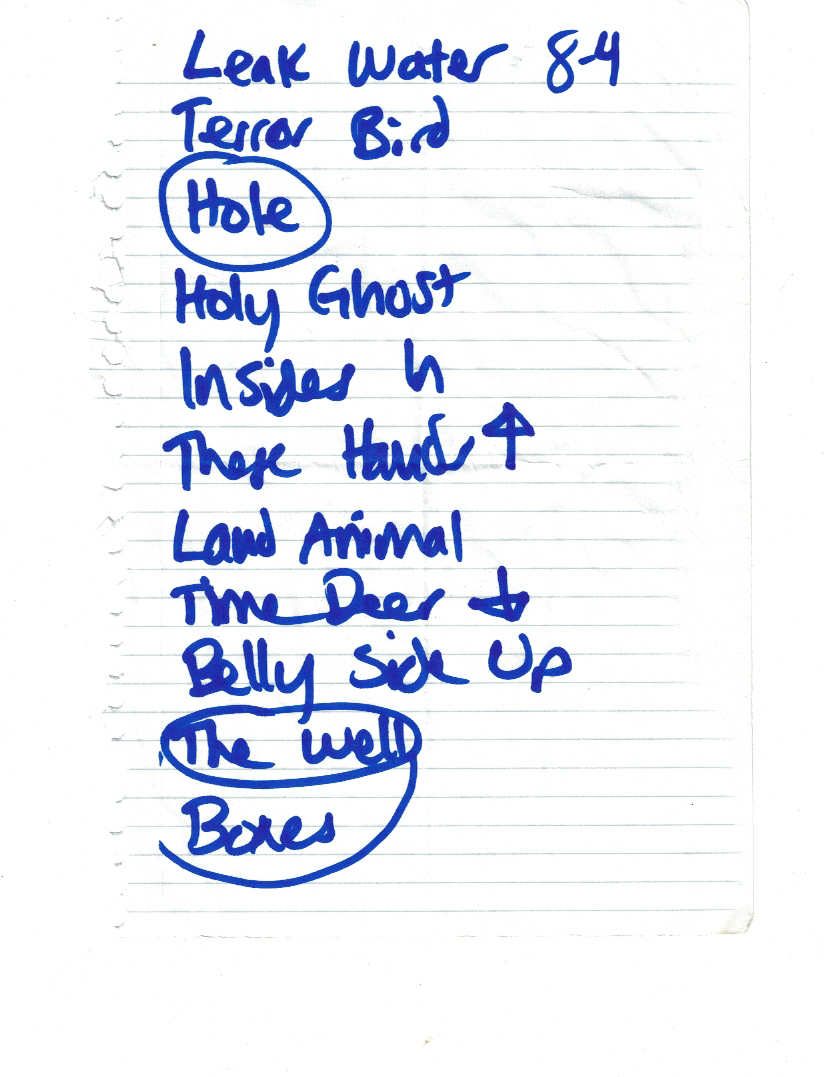 Leak Water 8-4
Terror Bird
Hole
Holy Ghost
Insides h
These Hands ↑
Land Animal
Time Deer ↓
Belly Side Up
The Well
Boxes